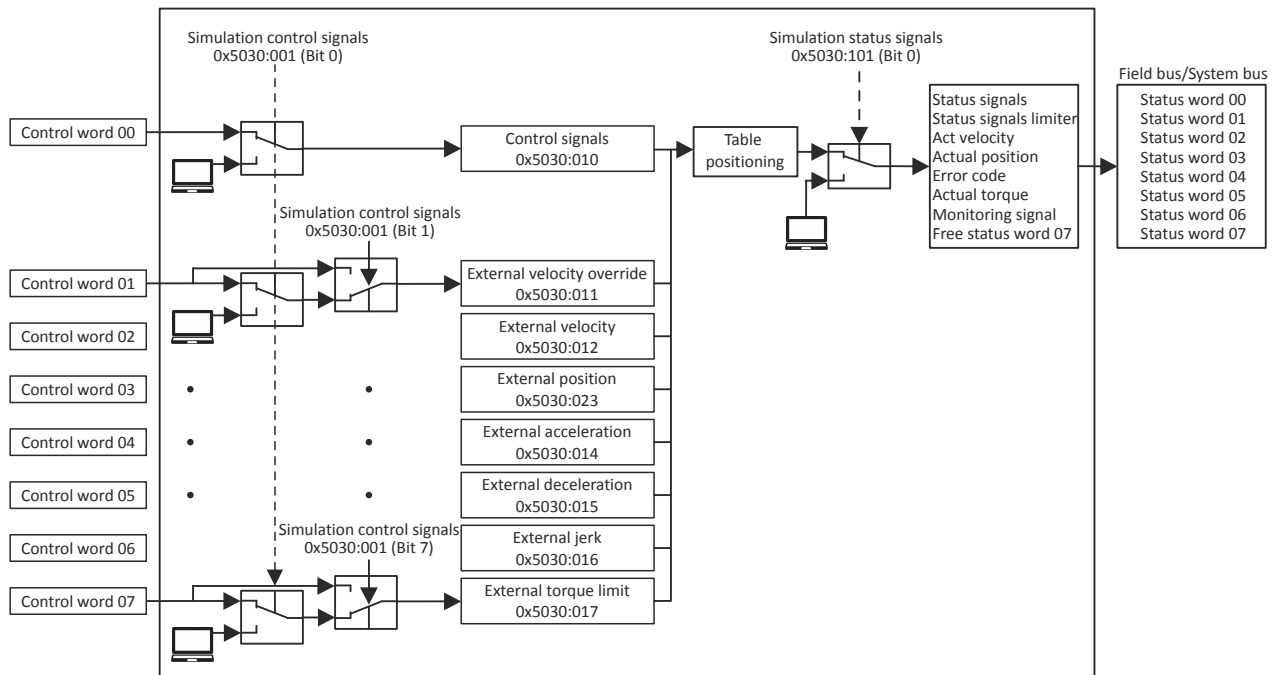 Simulation control signals
0x5030:001 (Bit 0)
Simulation status signals
0x5030:101 (Bit 0)
Field bus/System bus
Control word 00
Control signals
0x5030:010
Table
positioning
Status signals
Status signals limiter
Act velocity
Actual position
Error code
Actual torque
Monitoring signal
Free status word 07
Status word 00
Status word 01
Status word 02
Status word 03
Status word 04
Status word 05
Status word 06
Status word 07
Simulation control signals
0x5030:001 (Bit 1)
Control word 01
External velocity override
0x5030:011
Control word 02
External velocity
0x5030:012
Control word 03
External position
0x5030:023
Control word 04
External acceleration
0x5030:014
Control word 05
External deceleration
0x5030:015
Simulation control signals
0x5030:001 (Bit 7)
Control word 06
External jerk
0x5030:016
Control word 07
External torque limit
0x5030:017